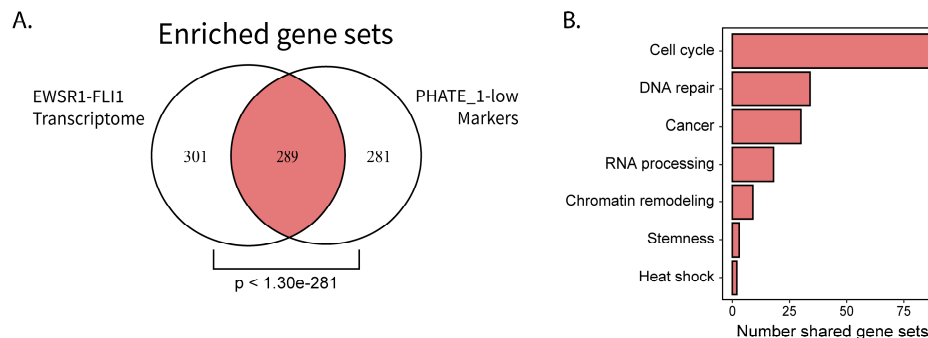 A.
Enriched gene sets
EWSR1-FLI1
Transcriptome
PHATE_1-low
Markers
301
289
281
p < 1.30e-281
B.
Cell cycle
DNA repair
Cancer
RNA processing
Chromatin remodeling
Stemness
Heat shock
0 25 50 75
Number shared gene sets